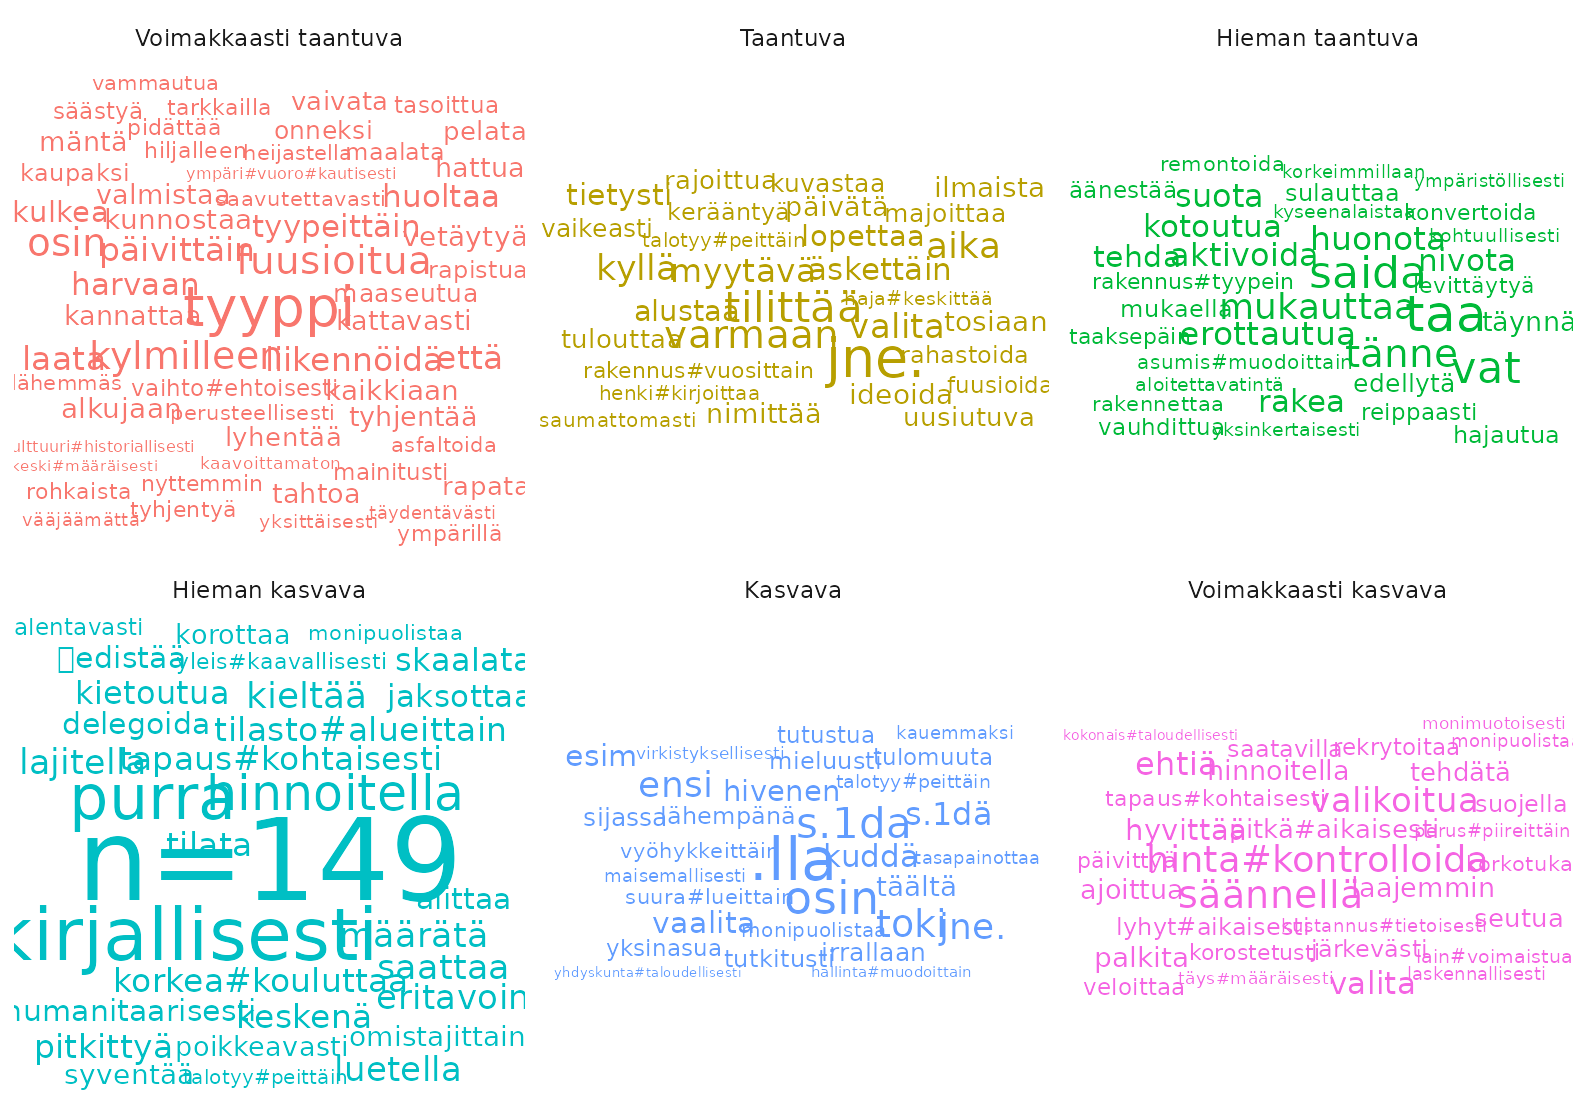 Voimakkaasti taantuva
vammautua
säästyä tarkkailla vaivata tasoittua
pidättää onneksi pelata
mäntä hiljalleen heijastella maalata
kaupaksi ympäri#vuoro#kautisesti hattua
valmistaa saavutettavasti huoltaa
kulkea kunnostaa tyypeittäin vetäytyä
osin päivittäin fuusioitua rapistua
harvaan tyyppi maaseutua
kannattaa kattavasti
laata kylmilleen liikennöidä että
lähemmäs vaihto#ehtoisesti kaikkiaan
alkujaan perusteellisesti tyhjentää
lyhentää asfaltoida
ulttuuri#historiallisesti
keski#määräisesti kaavoittamaton mainitusti
rohkaista nyttemmin tahtoa rapata
vääjäämättä tyhjentyä yksittäisesti täydentävästi
ympärillä
Taantuva
tietysti rajoittua kuvastaa ilmaista
kerääntyä päivätä majoittaa
vaikeasti talotyy#peittäin lopettaa aika
kyllä myytävä äskettäin
alustaa tilittää haja#keskittää
tulouttaa varmaan valita tosiaan
rakennus#vuosittain jne. rahastoida
henki#kirjoittaa ideoida fuusioida
saumattomasti nimittää uusiutuva
Hieman taantuva
remontoida korkeimmillaan
äänestää suota sulauttaa ympäristöllisesti
kotoutua kyseenalaistaa konvertoida
tehda aktivoida huonota kohtuullisesti
rakennus#tyypein saida nivota
levittäytyä
mukaella mukauttaa taa täynnä
taaksepäin erottautua
asumis#muodoittain tänne vat
aloitettavatintä edellytä
rakennettaa rakea reippaasti
vauhdittua yksinkertaisesti hajautua
Hieman kasvava
alentavasti korottaa monipuolistaa
edistää yleis#kaavallisesti skaalata
kietoutua kieltää jaksottaa
delegoida tilasto#alueittain
lajitella tapaus#kohtaisesti
purra hinnoitella
tilata
n=149
alittaa
kirjallisesti määrätä
korkea#kouluttaa saattaa
eritavoin
humanitaarisesti keskenä
pitkittyä poikkeavasti omistajittain
syventää talotyy#peittäin luetella
Kasvava
tutustua kauemmaksi
esim virkistyksellisesti mieluusti tulomuuta
ensi hivenen talotyy#peittäin
sijassa lähempänä s.1da s.1dä
vyöhykkeittäin .lla kuddä tasapainottaa
maisemallisesti
suura#lueittain osin täältä
vaalita monipuolistaa toki jne.
yksinasua tutkitusti irrallaan
yhdyskunta#taloudellisesti hallinta#muodoittain
Voimakkaasti kasvava
monimuotoisesti
kokonais#taloudellisesti saatavilla rekrytoitaa monipuolista
ehtiä hinnoitella tehdätä
tapaus#kohtaisesti valikoitua suojella
hyvittää pitkä#aikaisesti perus#piireittäin
päivittyä hinta#kontrolloida
ajoittua säännellä laajemmin
lyhyt#aikaisesti kustannus#tietoisesti seutua
palkita korostetusti järkevästi lain#voimaistua
veloittaa täys#määräisesti valita laskennallisesti